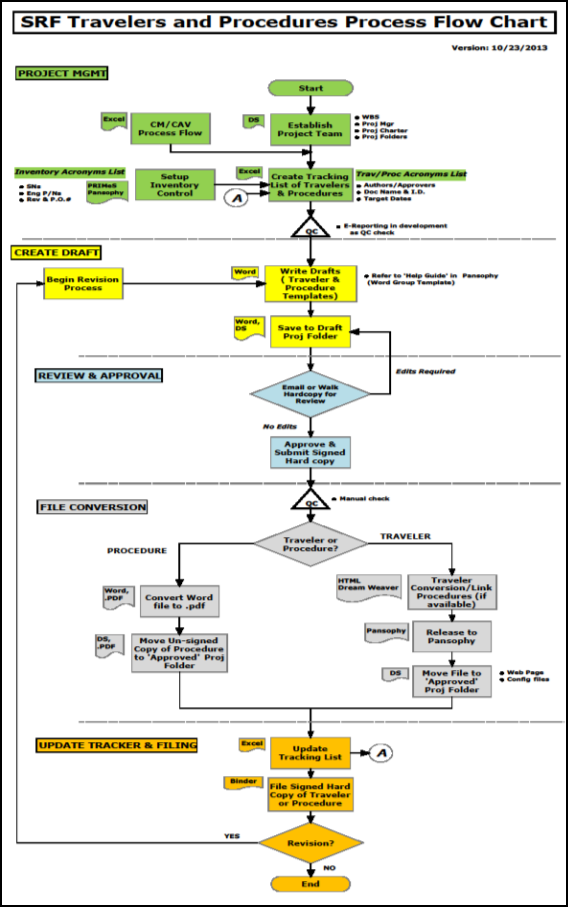 SRF Travelers and Procedures Process Flow Chart
Version: 10/23/2013
PROJECT MGMT
Start
Excel
CM/CAV
Process Flow
DS
Establish
Project Team
WBS
Proj Mgr
Proj Charter
Proj Folders
Inventory Acronyms List
SNs
Eng P/Ns
Rev & P.O.#
PRIMeS
Pansophy
Setup
Inventory
Control
Excel
A
Create Tracking
List of Travelers
& Procedures
Trav/Proc Acronyms List
Authors/Approvers
Doc Name & I.D.
Target Dates
QC
E-Reporting in development
as QC check
CREATE DRAFT
Begin Revision
Process
Word
Write Drafts
( Traveler &
Procedure
Templates)
Refer to 'Help Guide' in Pansophy
(Word Group Template)
Word,
DS
Save to Draft
Proj Folder
REVIEW & APPROVAL
Edits Required
Email or Walk
Hardcopy for
Review
No Edits
Approve &
Submit Signed
Hard copy
FILE CONVERSION
QC
Manual check
Traveler or
Procedure?
PROCEDURE
TRAVELER
Word,
.PDF
Convert Word
file to .pdf
HTML
Dream Weaver
Traveler
Conversion/Link
Procedures (if
available)
DS,
.PDF
Move Un-signed
Copy of Procedure
to 'Approved' Proj
Folder
Pansophy
Release to
Pansophy
DS
Move File to
'Approved'
Proj Folder
Web Page
Config files
UPDATE TRACKER & FILING
Excel
Update
Tracking List
A
Binder
File Signed Hard
Copy of Traveler
or Procedure
YES
Revision?
NO
End